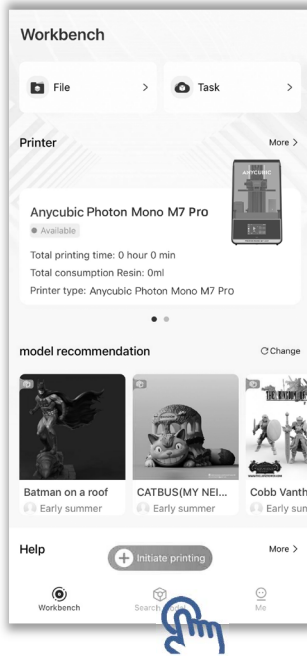 Workbench
File
Task
Printer
More
ANYCUBIC
Anycubic Photon Mono M7 Pro
Available
Total printing time: 0 hour 0 min
Total consumption Resin: 0ml
Printer type: Anycubic Photon Mono M7 Pro
model recommendation
Change
Batman on a roof
CATBUS(MY NEI...
Cobb Vanth
Early summer
Early summer
Early sum
Help
Initiate printing
More
Workbench
Search
Me